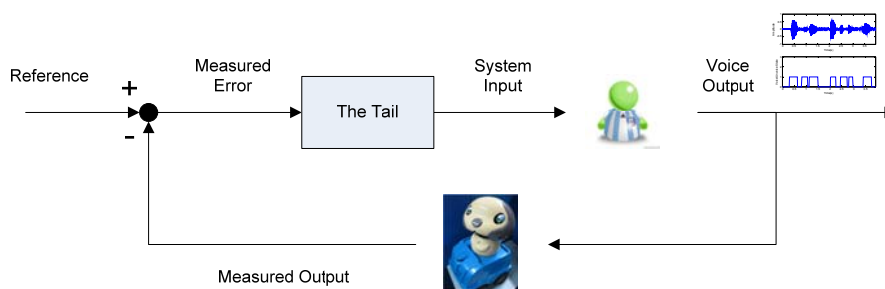 Reference
+
-
Measured
Error
The Tail
System
Input
Voice
Output
Measured Output